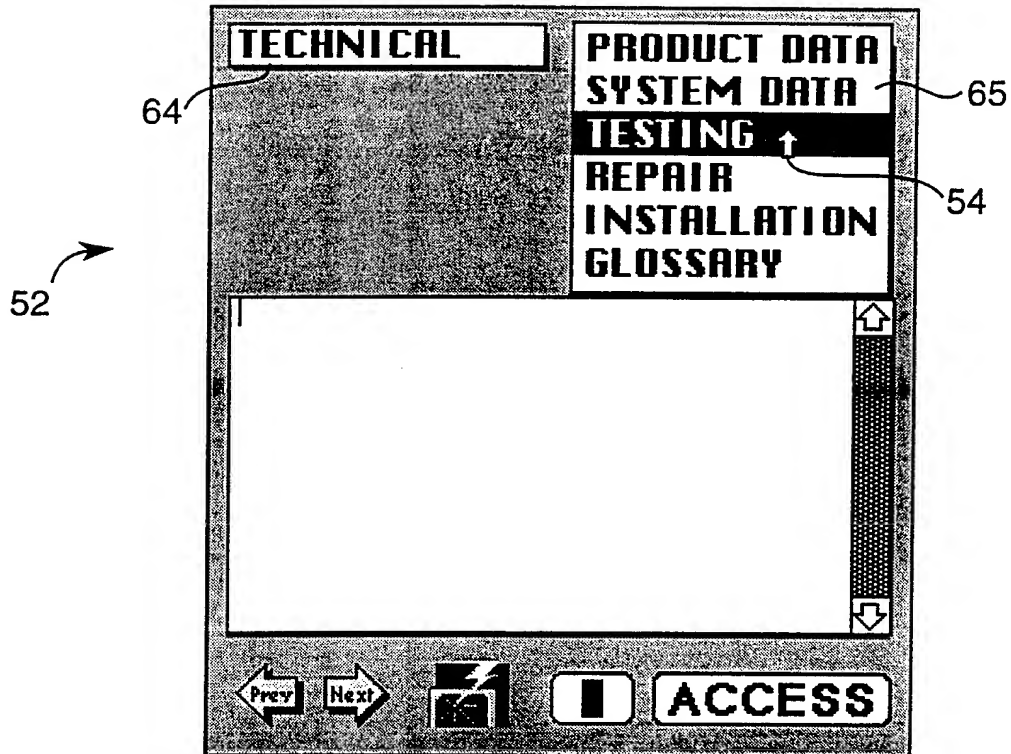 TECHNICAL
PRODUCT DATA
SYSTEM DATA
TESTING
REPAIR
INSTALLATION
GLOSSARY
64
65
54
52
Prev
Next
ACCESS